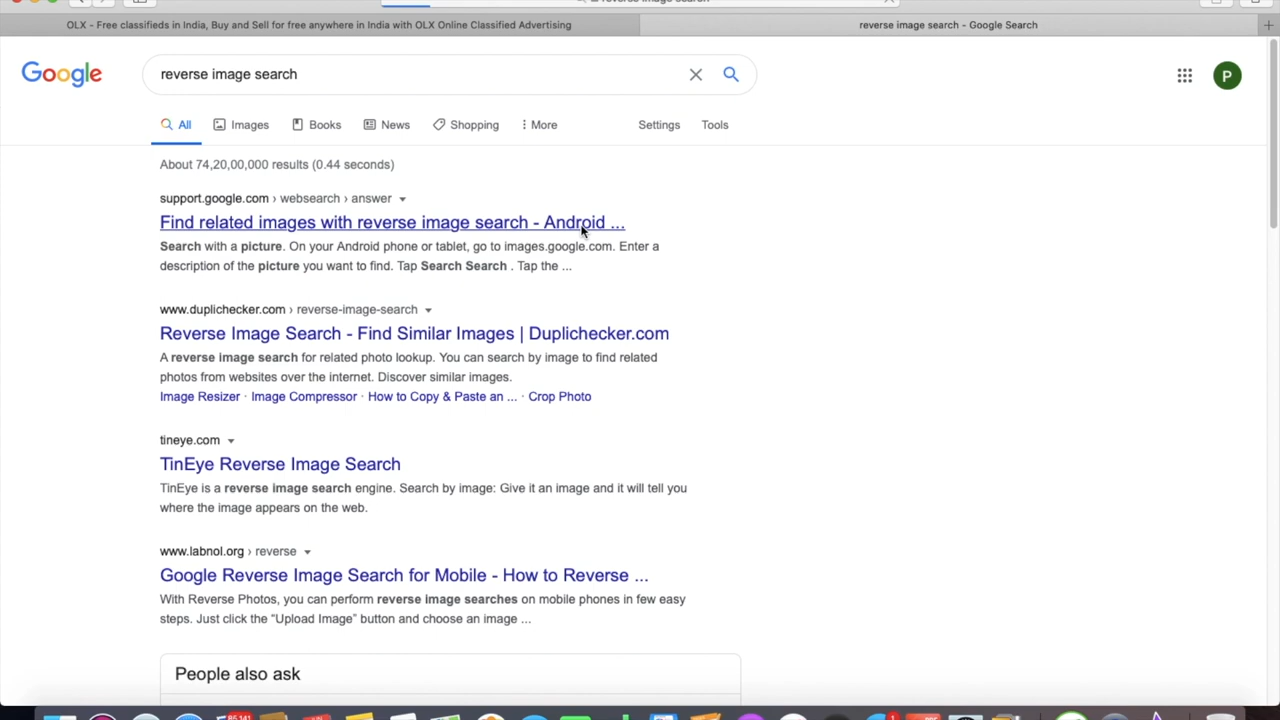 reverse image search
OLX - Free classifieds in India, Buy and Sell for free anywhere in India with OLX Online Classified Advertising
reverse image search - Google Search
Google
reverse image search
P
All
Images
Books
News
Shopping
More
Settings
Tools
About 74,20,00,000 results (0.44 seconds)
support.google.com › websearch › answer
Find related images with reverse image search - Android ...
Search with a picture. On your Android phone or tablet, go to images.google.com. Enter a
description of the picture you want to find. Tap Search Search . Tap the ...
www.duplichecker.com › reverse-image-search
Reverse Image Search - Find Similar Images | Duplichecker.com
A reverse image search for related photo lookup. You can search by image to find related
photos from websites over the internet. Discover similar images.
Image Resizer · Image Compressor · How to Copy & Paste an ... · Crop Photo
tineye.com
TinEye Reverse Image Search
TinEye is a reverse image search engine. Search by image: Give it an image and it will tell you
where the image appears on the web.
www.labnol.org › reverse
Google Reverse Image Search for Mobile - How to Reverse ...
With Reverse Photos, you can perform reverse image searches on mobile phones in few easy
steps. Just click the “Upload Image” button and choose an image ...
People also ask
85,141